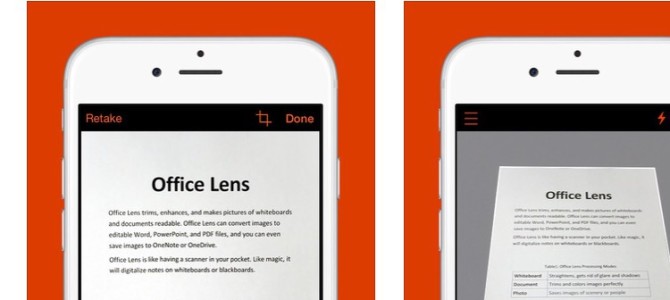 Retake
Done
Office Lens
Office Lens trims, enhances, and makes pictures of whiteboards
and documents readable. Office Lens can convert images to
editable Word, PowerPoint, and PDF files, and you can even
save images to OneNote or OneDrive.
Office Lens is like having a scanner in your pocket. Like magic, it
will digitalize notes on whiteboards or blackboards.
Office Lens
Office Lens trims, enhances, and makes pictures of whiteboards
and documents readable. Office Lens can convert images to
editable Word, PowerPoint, and PDF files, and you can even
save images to OneNote or OneDrive.
Office Lens is like having a scanner in your pocket. Like magic, it
will digitalize notes on whiteboards or blackboards.
Table1: Office Lens Processing Modes
Whiteboard Straightens, gets rid of glare and shadows
Document Trims and colors images perfectly
Photo Saves images of scenery or people